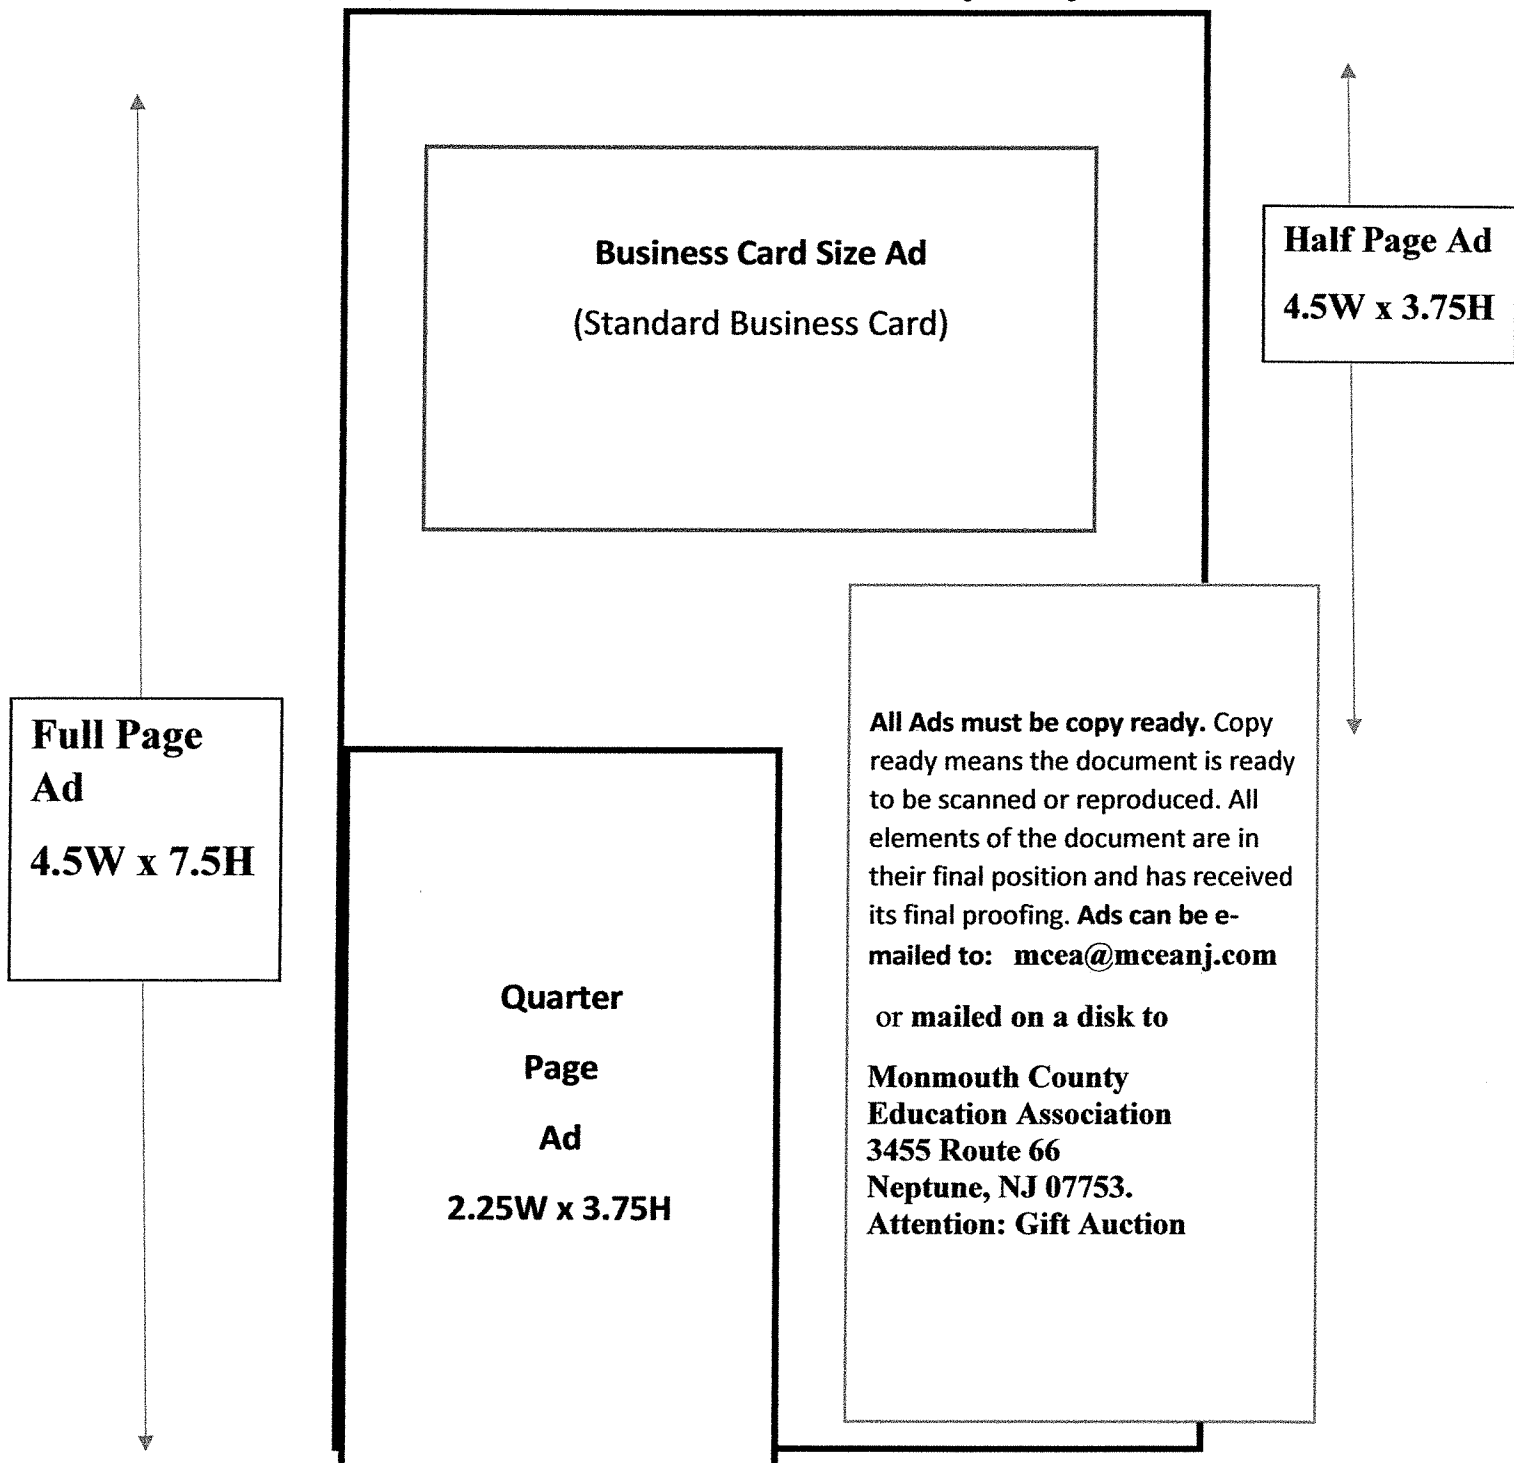 Business Card Size Ad
(Standard Business Card)
Half Page Ad
4.5W x 3.75H
Full Page
Ad
4.5W x 7.5H
All Ads must be copy ready. Copy
ready means the document is ready
to be scanned or reproduced. All
elements of the document are in
their final position and has received
its final proofing. Ads can be e-
mailed to: mcea@mceanj.com
or mailed on a disk to
Monmouth County
Education Association
3455 Route 66
Neptune, NJ 07753.
Attention: Gift Auction
Quarter
Page
Ad
2.25W x 3.75H